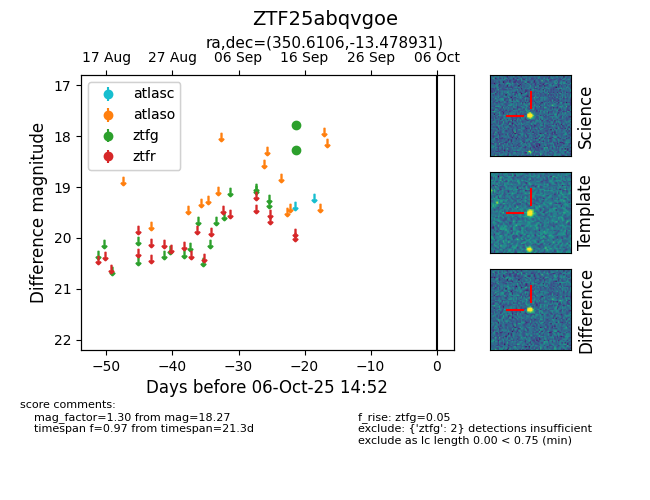 ZTF25abqvgoe
ra,dec=(350.6106,-13.478931)
17 Aug 27 Aug 06 Sep 16 Sep 26 Sep 06 Oct
atlasc
atlaso
ztfg
ztfr
17
18
19
20
21
22
Difference magnitude
−50 −40 −30 −20 −10 0
Days before 06-Oct-25 14:52
Science
Template
Difference
score comments:
mag_factor=1.30 from mag=18.27
timespan f=0.97 from timespan=21.3d
f_rise: ztfg=0.05
exclude: {'ztfg': 2} detections insufficient
exclude as lc length 0.00 < 0.75 (min)